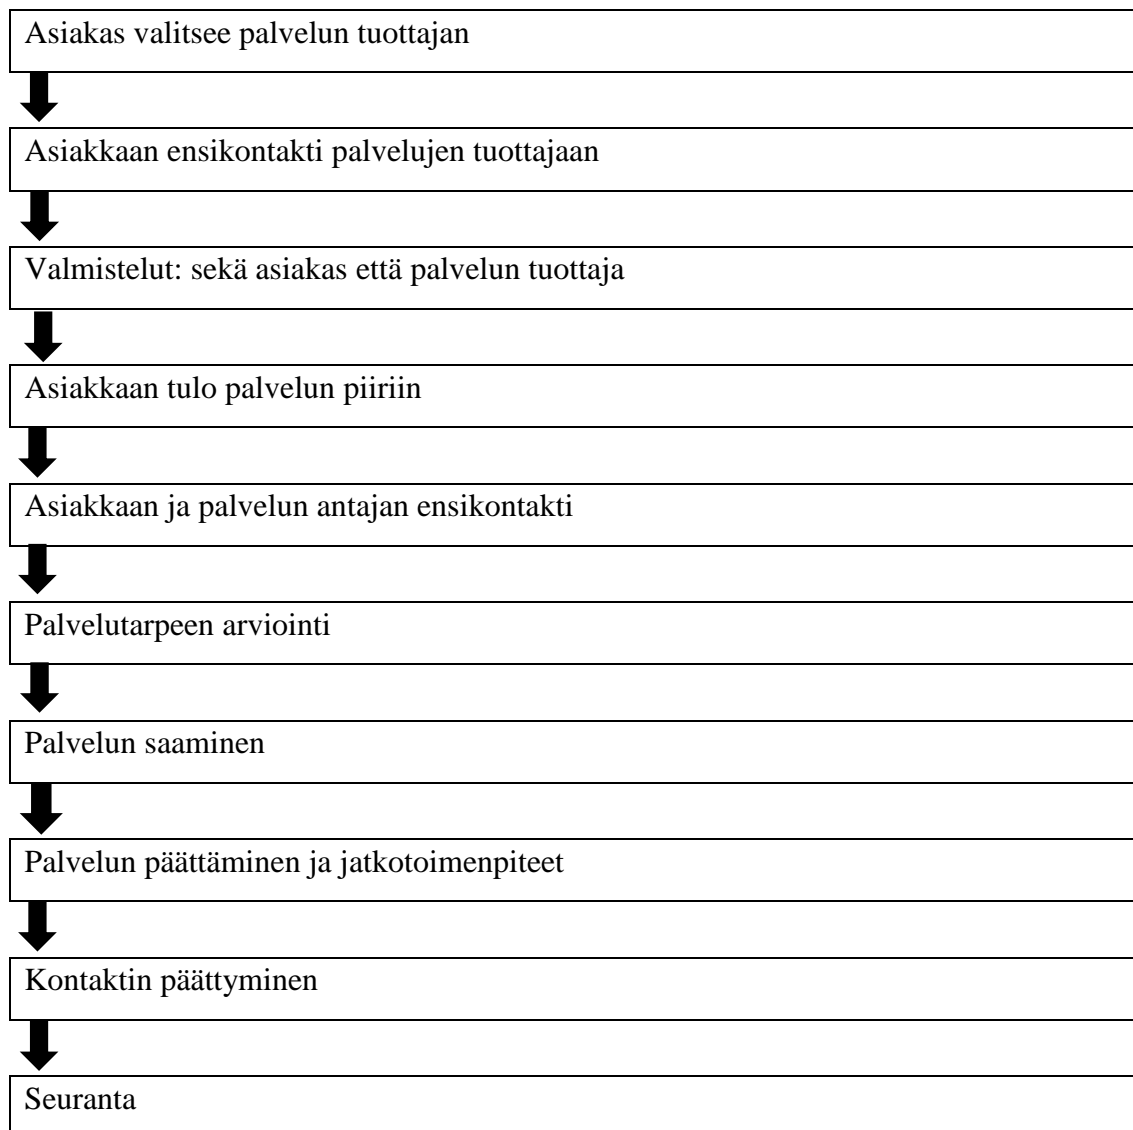 Asiakas valitsee palvelun tuottajan
Asiakkaan ensikontakti palvelujen tuottajaan
Valmistelut: sekä asiakas että palvelun tuottaja
Asiakkaan tulo palvelun piiriin
Asiakkaan ja palvelun antajan ensikontakti
Palvelutarpeen arviointi
Palvelun saaminen
Palvelun päättäminen ja jatkotoimenpiteet
Kontaktin päättyminen
Seuranta